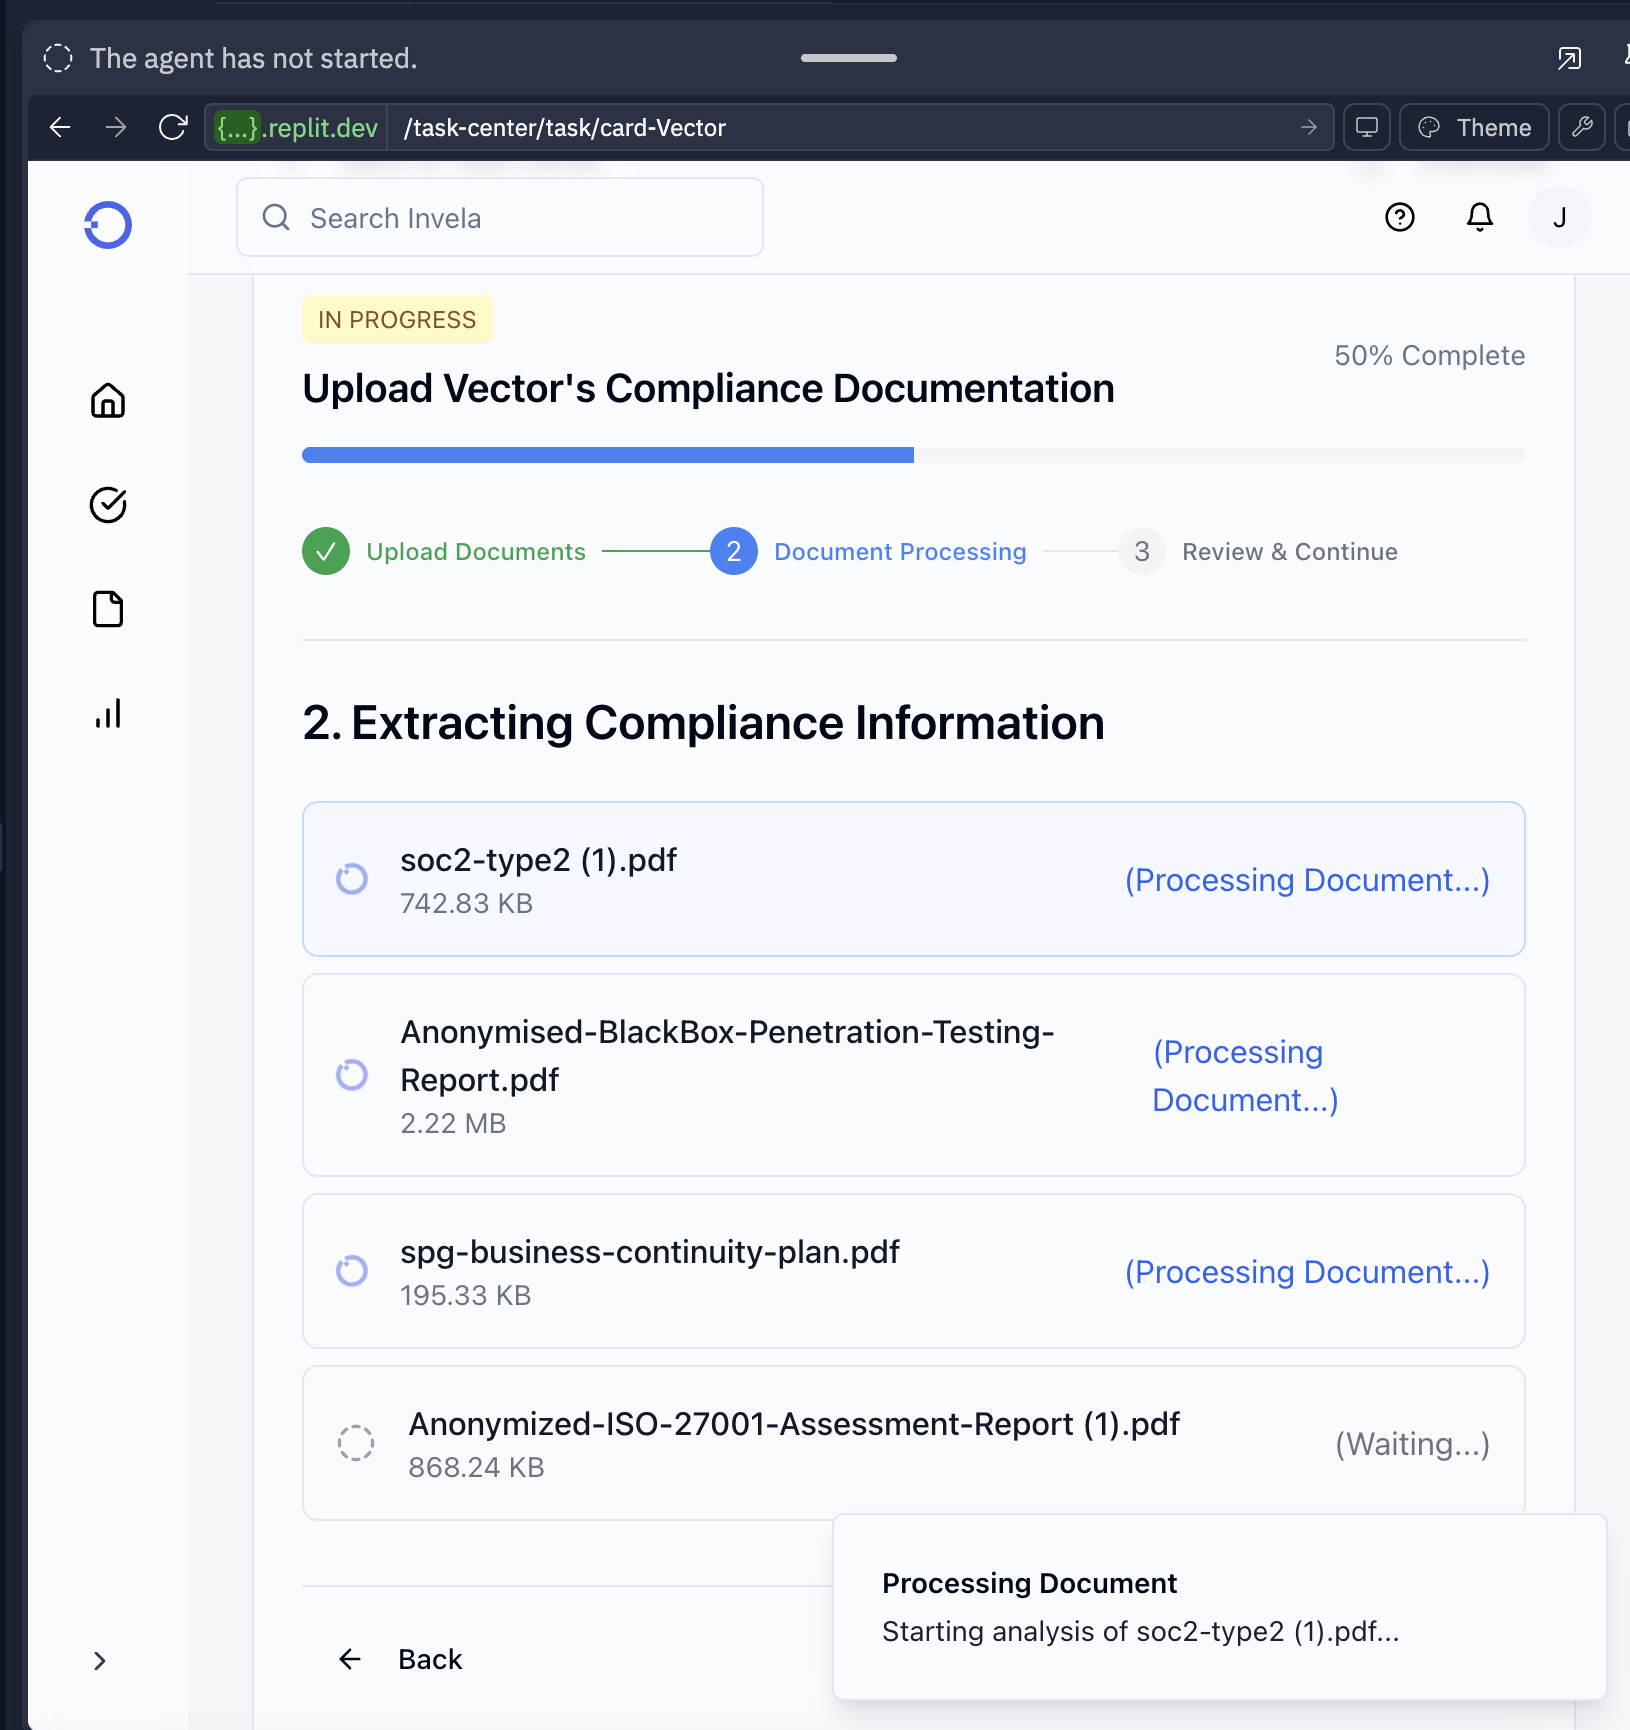 The agent has not started.
{...}.replit.dev /task-center/task/card-Vector
Theme
Search Invela
J
IN PROGRESS
50% Complete
Upload Vector's Compliance Documentation
Upload Documents
2 Document Processing
3 Review & Continue
2. Extracting Compliance Information
soc2-type2 (1).pdf
742.83 KB
(Processing Document...)
Anonymised-BlackBox-Penetration-Testing-
Report.pdf
2.22 MB
(Processing
Document...)
spg-business-continuity-plan.pdf
195.33 KB
(Processing Document...)
Anonymized-ISO-27001-Assessment-Report (1).pdf
868.24 KB
(Waiting...)
Processing Document
Starting analysis of soc2-type2 (1).pdf...
Back